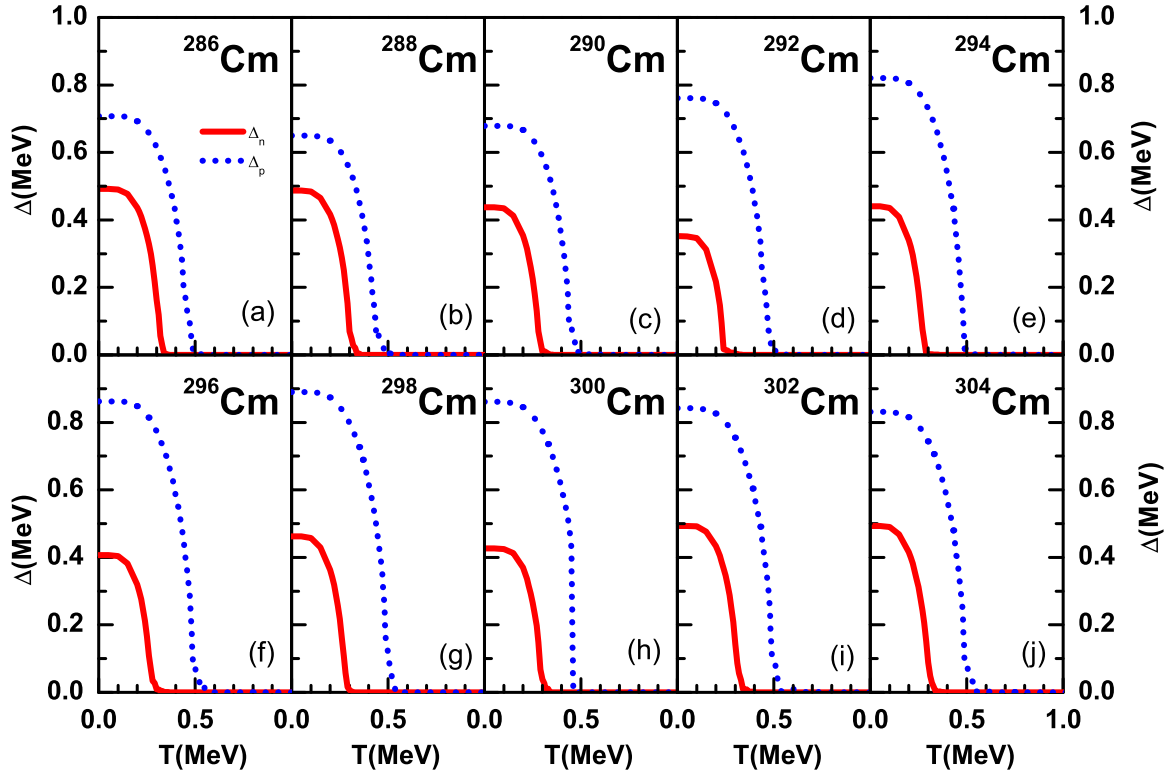 1.0 1.0
²⁸⁶Cm ²⁸⁸Cm ²⁹⁰Cm ²⁹²Cm ²⁹⁴Cm
0.8 0.8
Δn
Δp
0.6 0.6
Δ(MeV) Δ(MeV)
0.4 0.4
0.2 0.2
(a) (b) (c) (d) (e)
0.0 0.0
²⁹⁶Cm ²⁹⁸Cm ³⁰⁰Cm ³⁰²Cm ³⁰⁴Cm
0.8 0.8
0.6 0.6
Δ(MeV) Δ(MeV)
0.4 0.4
0.2 0.2
(f) (g) (h) (i) (j)
0.0 0.0
0.0 0.5 0.0 0.5 0.0 0.5 0.0 0.5 0.0 0.5 1.0
T(MeV) T(MeV) T(MeV) T(MeV) T(MeV)